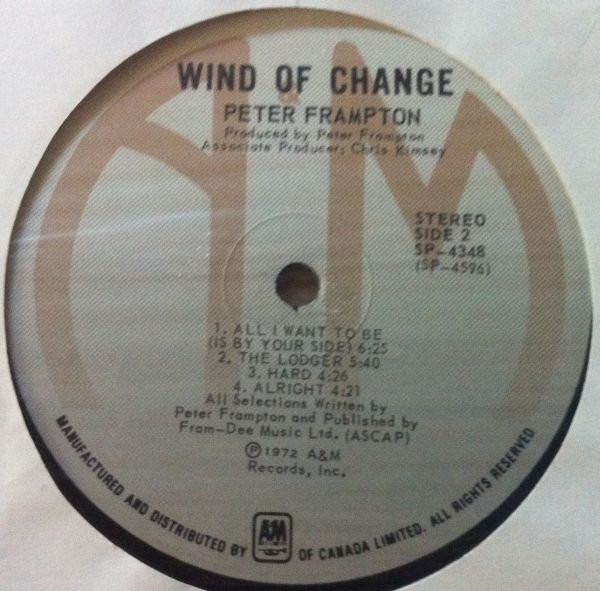 WIND OF CHANGE
PETER FRAMPTON
Produced by Peter Frampton
Associate Producer: Chris Kimsey
STEREO
SIDE 2
SP-4348
(SP-4596)
1. ALL I WANT TO BE
(IS BY YOUR SIDE) 6:25
2. THE LODGER 5:40
3. HARD 4:26
4. ALRIGHT 4:21
All Selections Written by
Peter Frampton and Published by
Fram-Dee Music Ltd. (ASCAP)
Ⓟ1972 A&M
Records, Inc.
MANUFACTURED AND DISTRIBUTED BY A&M OF CANADA LIMITED. ALL RIGHTS RESERVED